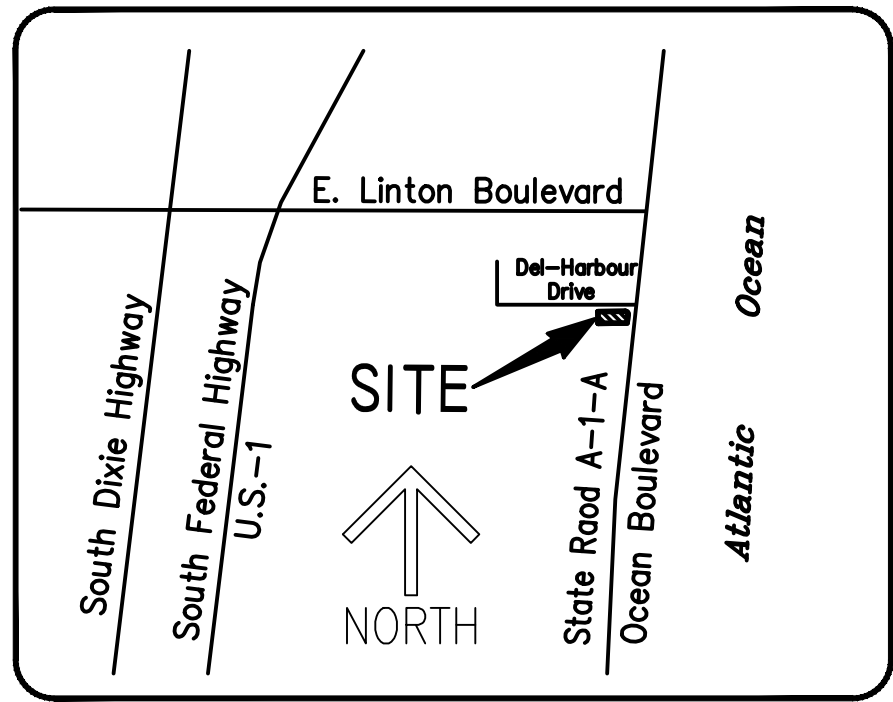 E. Linton Boulevard
Del-Harbour
Drive
SITE
NORTH
South Dixie Highway
South Federal Highway
U.S.-1
State Raod A-1-A
Ocean Boulevard
Atlantic Ocean